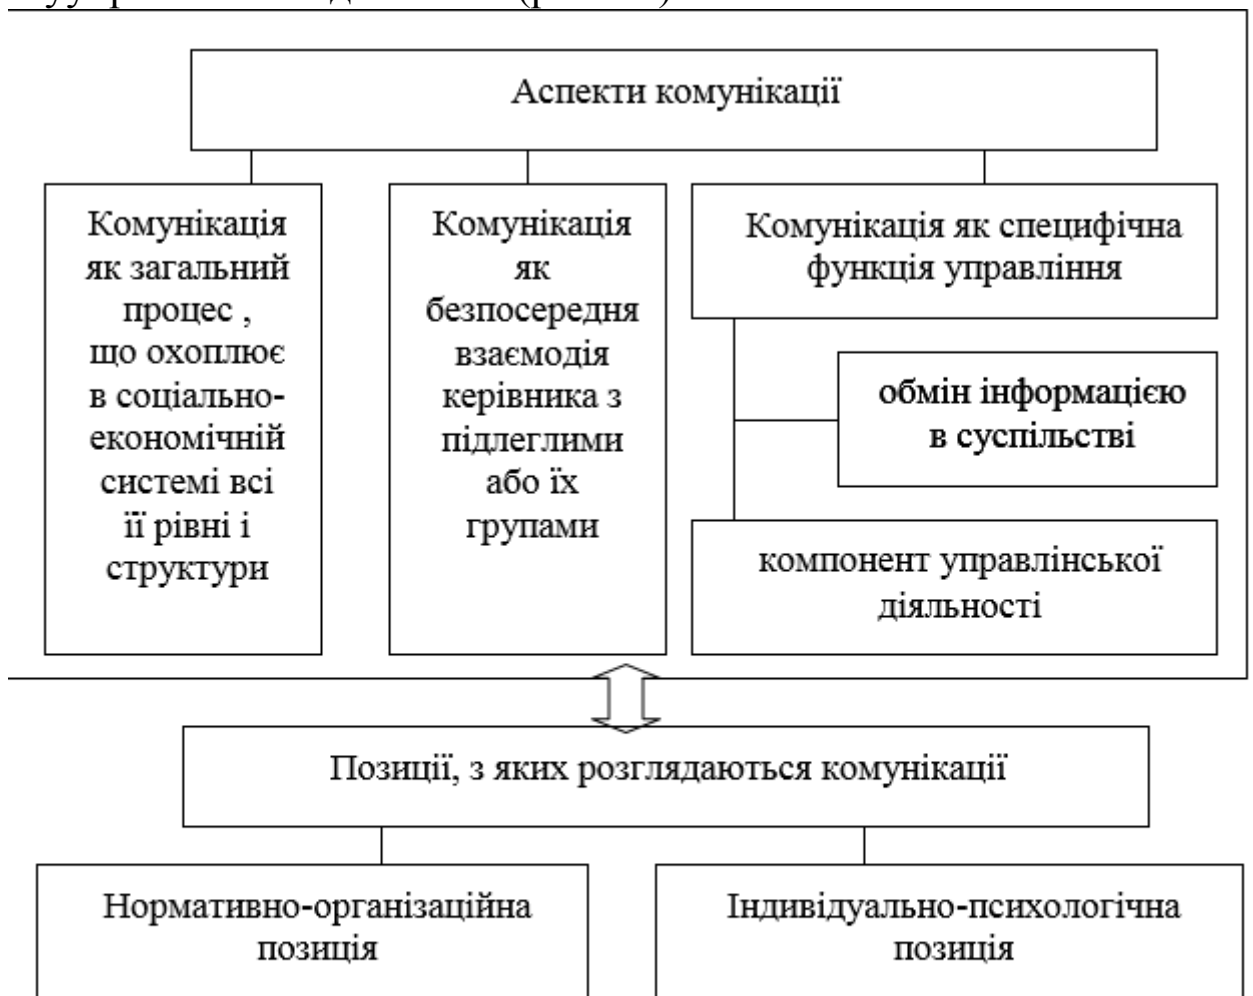 Аспекти комунікації
Комунікація
як загальний
процес ,
що охоплює
в соціально-
економічній
системі всі
її рівні і
структури
Комунікація
як
безпосередня
взаємодія
керівника з
підлеглими
або їх
групами
Комунікація як специфічна
функція управління
обмін інформацією
в суспільстві
компонент управлінської
діяльності
Позиції, з яких розглядаються комунікації
Нормативно-організаційна
позиція
Індивідуально-психологічна
позиція